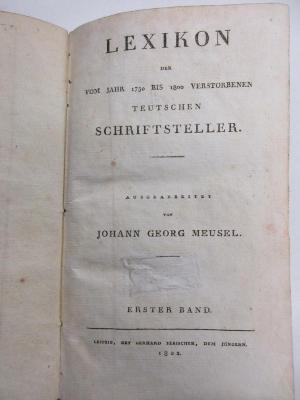 LEXIKON
DER
VOM JAHR 1750 BIS 1800 VERSTORBENEN
TEUTSCHEN
SCHRIFTSTELLER.
AUSGEARBEITET
VON
JOHANN GEORG MEUSEL.
ERSTER BAND.
LEIPZIG, BEY GERHARD FLEISCHER, DEM JÜNGERN.
1802.